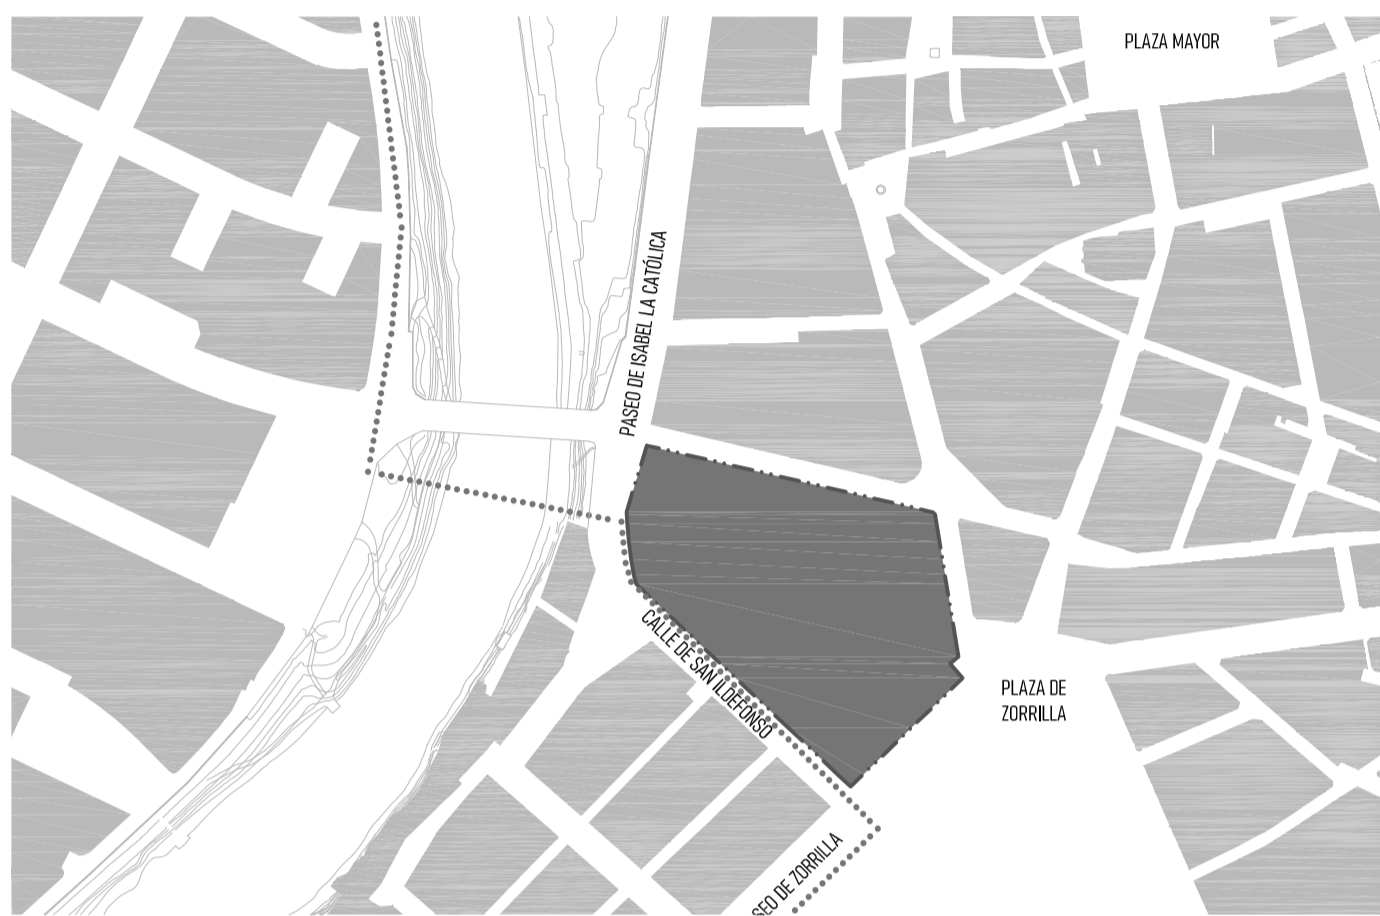 PLAZA MAYOR
PASEO DE ISABEL LA CATÓLICA
CALLE DE SAN ILDEFONSO
PLAZA DE
ZORRILLA
SEO DE ZORRILLA